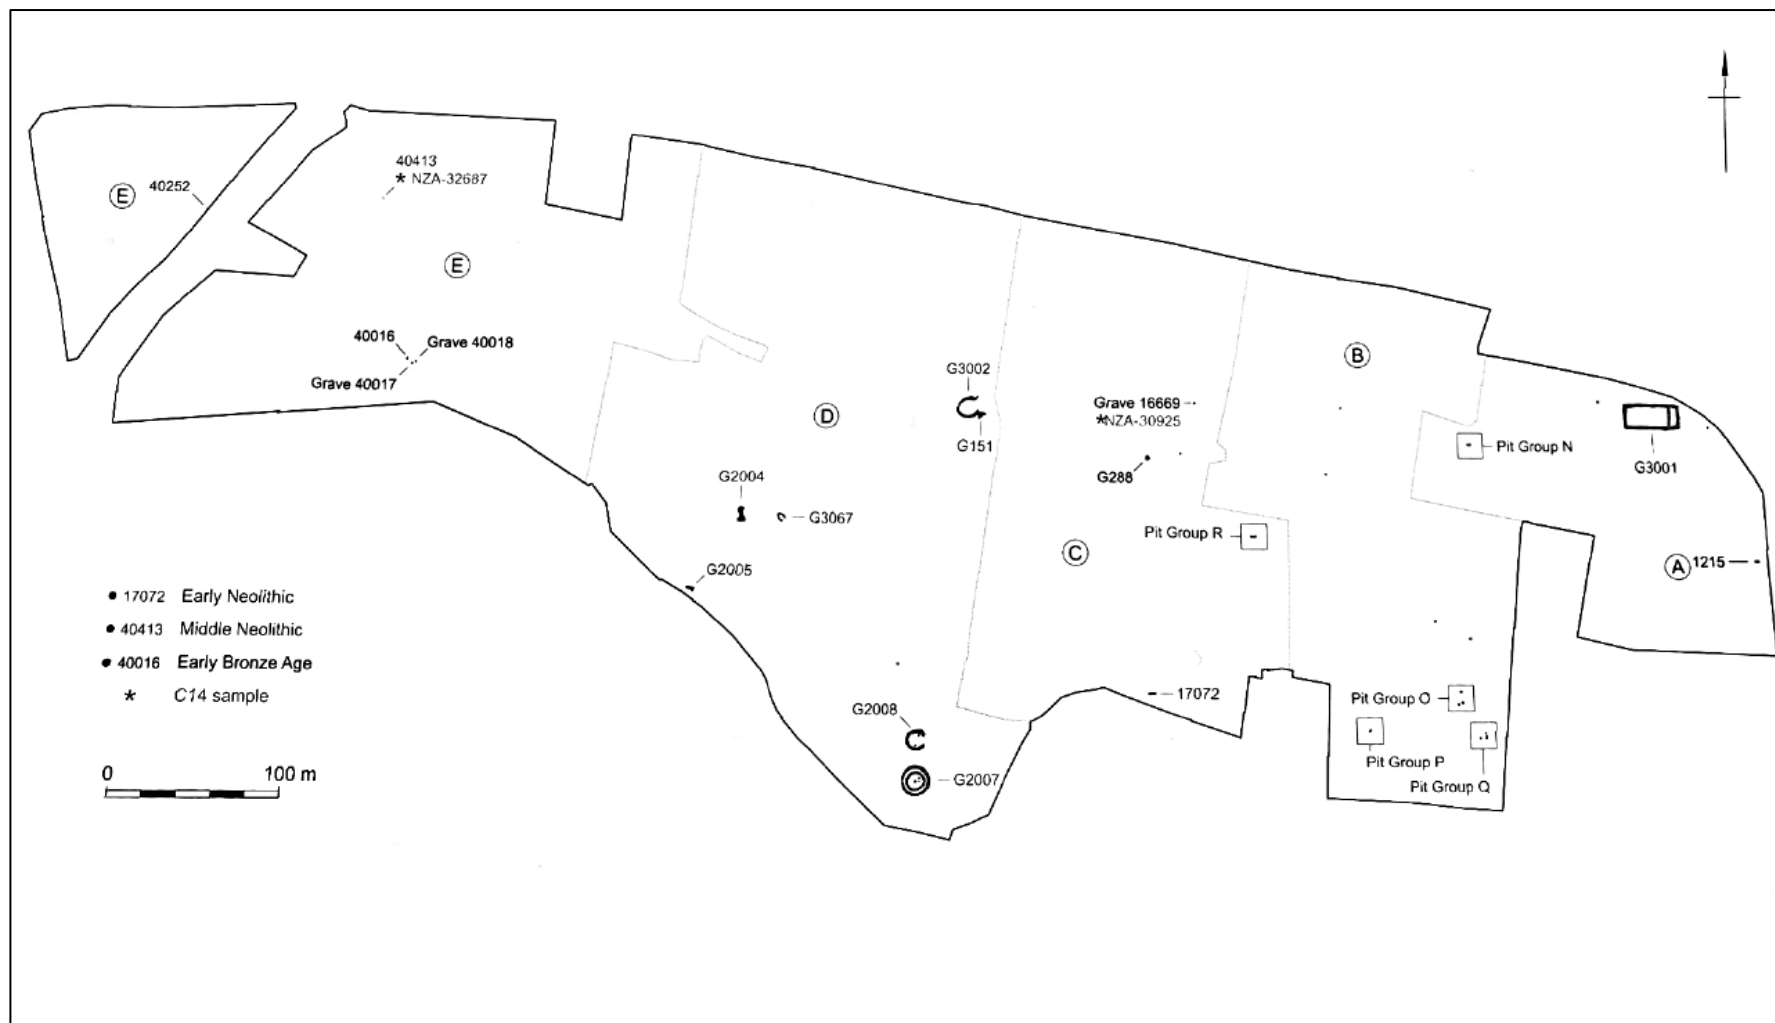 40413
* NZA-32687
E
40252
E
40016
Grave 40018
Grave 40017
B
G3002
D
G151
Grave 16669
*NZA-30925
G288
Pit Group N
G3001
G2004
G3067
Pit Group R
C
G2005
A
1215
17072 Early Neolithic
40413 Middle Neolithic
40016 Early Bronze Age
* C14 sample
17072
Pit Group O
G2008
Pit Group P
G2007
Pit Group Q
0 100 m